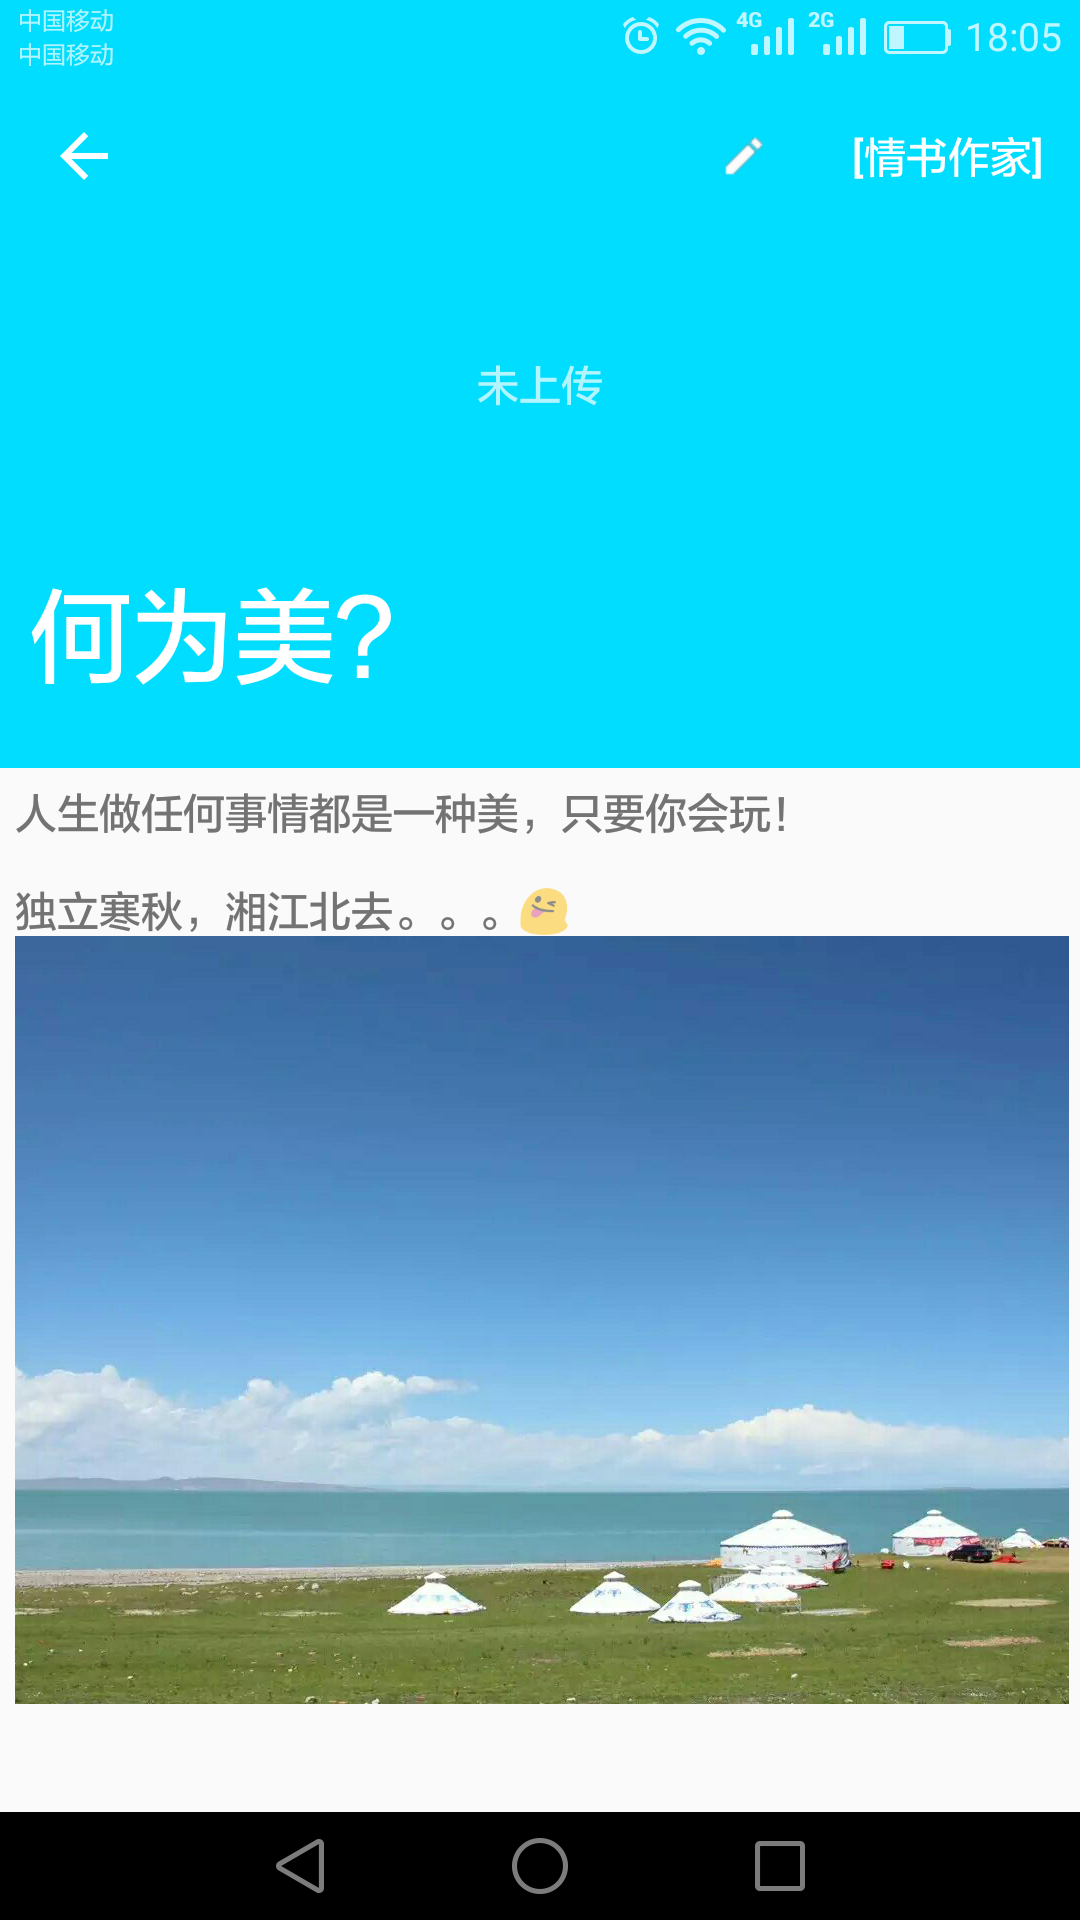 中国移动
中国移动
4G 2G 18:05
[情书作家]
未上传
何为美?
人生做任何事情都是一种美，只要你会玩！
独立寒秋，湘江北去。。。😜